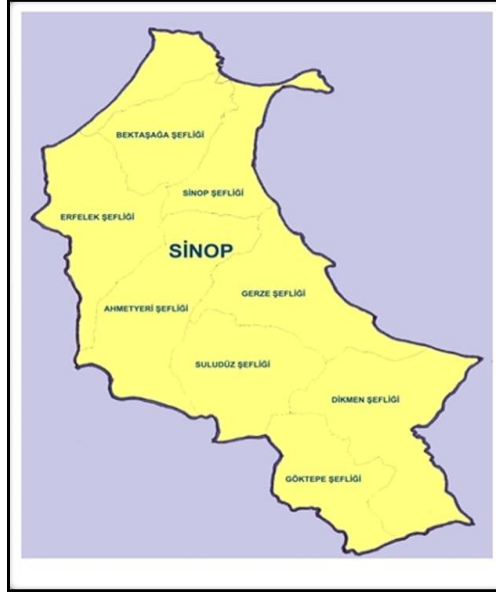 BEKTAŞAĞA ŞEFLİĞİ
SİNOP ŞEFLİĞİ
ERFELEK ŞEFLİĞİ
SİNOP
GERZE ŞEFLİĞİ
AHMETYERİ ŞEFLİĞİ
SULUDÜZ ŞEFLİĞİ
DİKMEN ŞEFLİĞİ
GÖKTEPE ŞEFLİĞİ